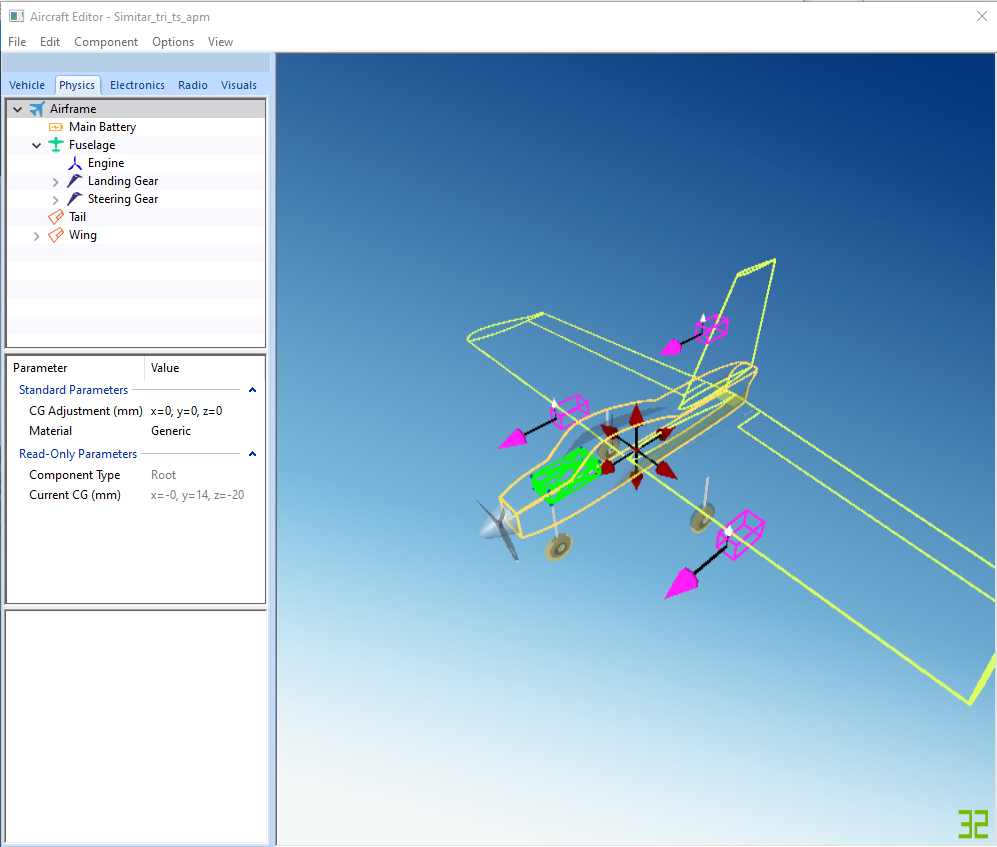 Aircraft Editor - Simitar_tri_ts_apm
File Edit Component Options View
Vehicle Physics Electronics Radio Visuals
Airframe
Main Battery
Fuselage
Engine
Landing Gear
Steering Gear
Tail
Wing
Parameter Value
Standard Parameters
CG Adjustment (mm) x=0, y=0, z=0
Material Generic
Read-Only Parameters
Component Type Root
Current CG (mm) x=-0, y=14, z=-20
32